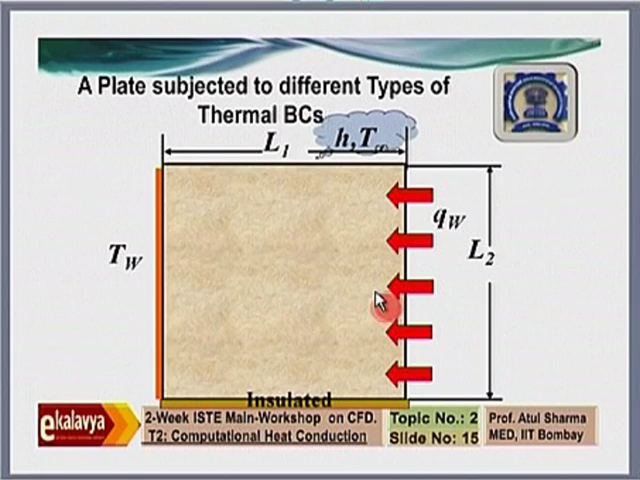 A Plate subjected to different Types of
Thermal BCs
L1
h,T∞
qW
TW
L2
Insulated
ekalavya
2-Week ISTE Main-Workshop on CFD.
T2: Computational Heat Conduction
Topic No.: 2
Slide No.: 15
Prof. Atul Sharma
MED, IIT Bombay